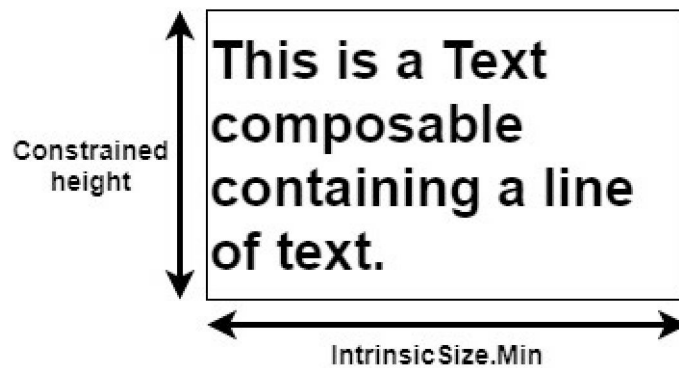 This is a Text
composable
containing a line
of text.
Constrained
height
IntrinsicSize.Min